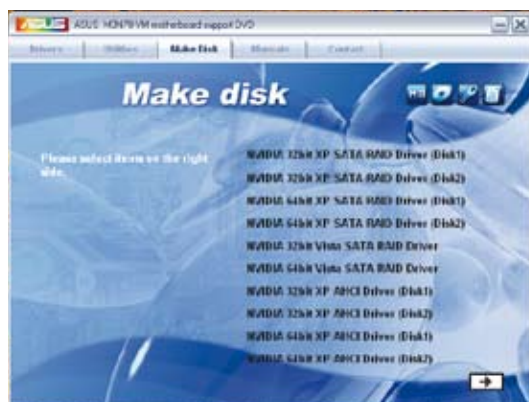 ASUS M3N78-VM motherboard support DVD
Drivers Utilities Make Disk Manuals Contact
Make disk
Please select items on the right side.
NVIDIA 32bit XP SATA RAID Driver (Disk1)
NVIDIA 32bit XP SATA RAID Driver (Disk2)
NVIDIA 64bit XP SATA RAID Driver (Disk1)
NVIDIA 64bit XP SATA RAID Driver (Disk2)
NVIDIA 32bit Vista SATA RAID Driver
NVIDIA 64bit Vista SATA RAID Driver
NVIDIA 32bit XP AHCI Driver (Disk1)
NVIDIA 32bit XP AHCI Driver (Disk2)
NVIDIA 64bit XP AHCI Driver (Disk1)
NVIDIA 64bit XP AHCI Driver (Disk2)